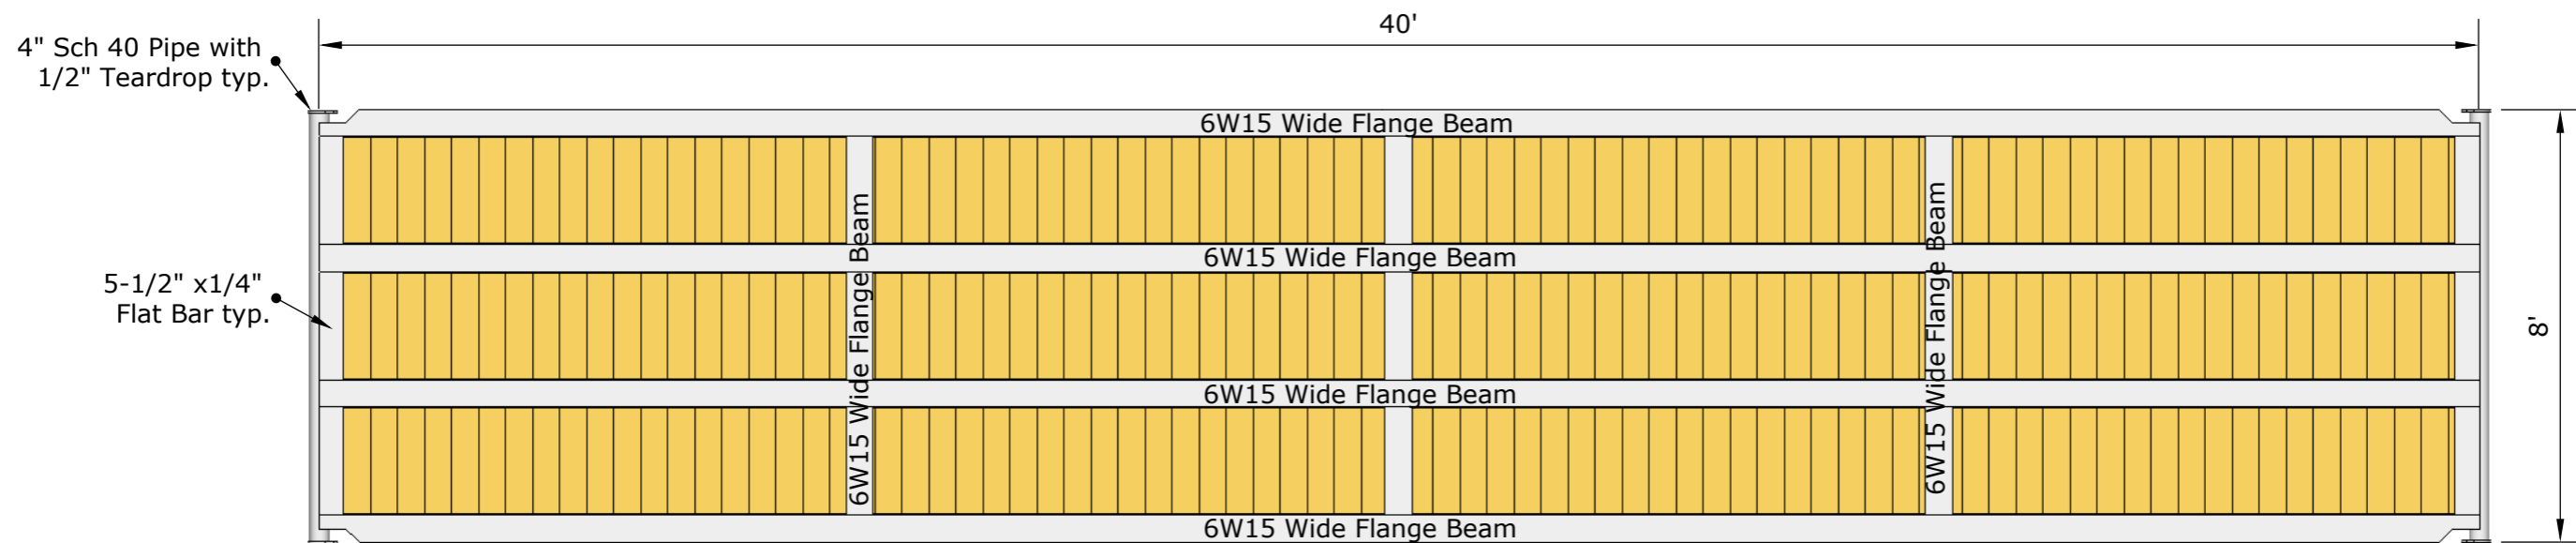 40'
4" Sch 40 Pipe with
1/2" Teardrop typ.
6W15 Wide Flange Beam
6W15 Wide Flange Beam
6W15 Wide Flange Beam
6W15 Wide Flange Beam
5-1/2" x1/4"
Flat Bar typ.
8'
6W15 Wide Flange Beam
6W15 Wide Flange Beam